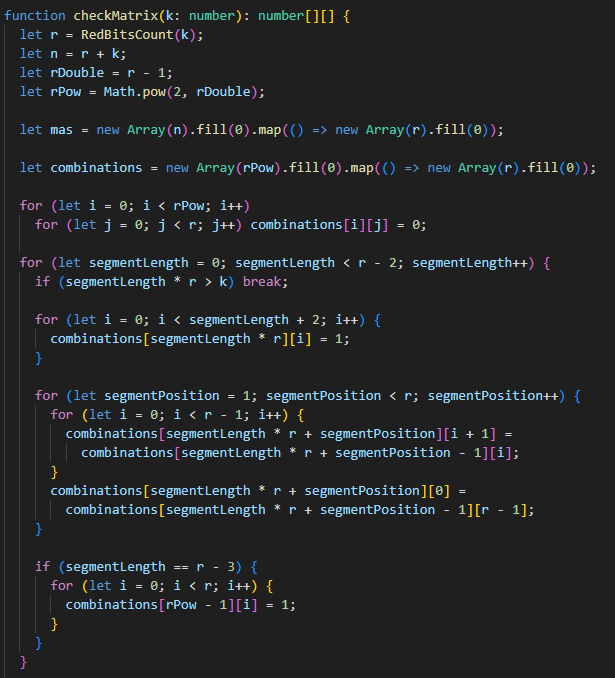 function checkMatrix(k: number): number[][] {
let r = RedBitsCount(k);
let n = r + k;
let rDouble = r - 1;
let rPow = Math.pow(2, rDouble);
let mas = new Array(n).fill(0).map(() => new Array(r).fill(0));
let combinations = new Array(rPow).fill(0).map(() => new Array(r).fill(0));
for (let i = 0; i < rPow; i++)
for (let j = 0; j < r; j++) combinations[i][j] = 0;
for (let segmentLength = 0; segmentLength < r - 2; segmentLength++) {
if (segmentLength * r > k) break;
for (let i = 0; i < segmentLength + 2; i++) {
combinations[segmentLength * r][i] = 1;
}
for (let segmentPosition = 1; segmentPosition < r; segmentPosition++) {
for (let i = 0; i < r - 1; i++) {
combinations[segmentLength * r + segmentPosition][i + 1] =
combinations[segmentLength * r + segmentPosition - 1][i];
}
combinations[segmentLength * r + segmentPosition][0] =
combinations[segmentLength * r + segmentPosition - 1][r - 1];
}
if (segmentLength == r - 3) {
for (let i = 0; i < r; i++) {
combinations[rPow - 1][i] = 1;
}
}
}